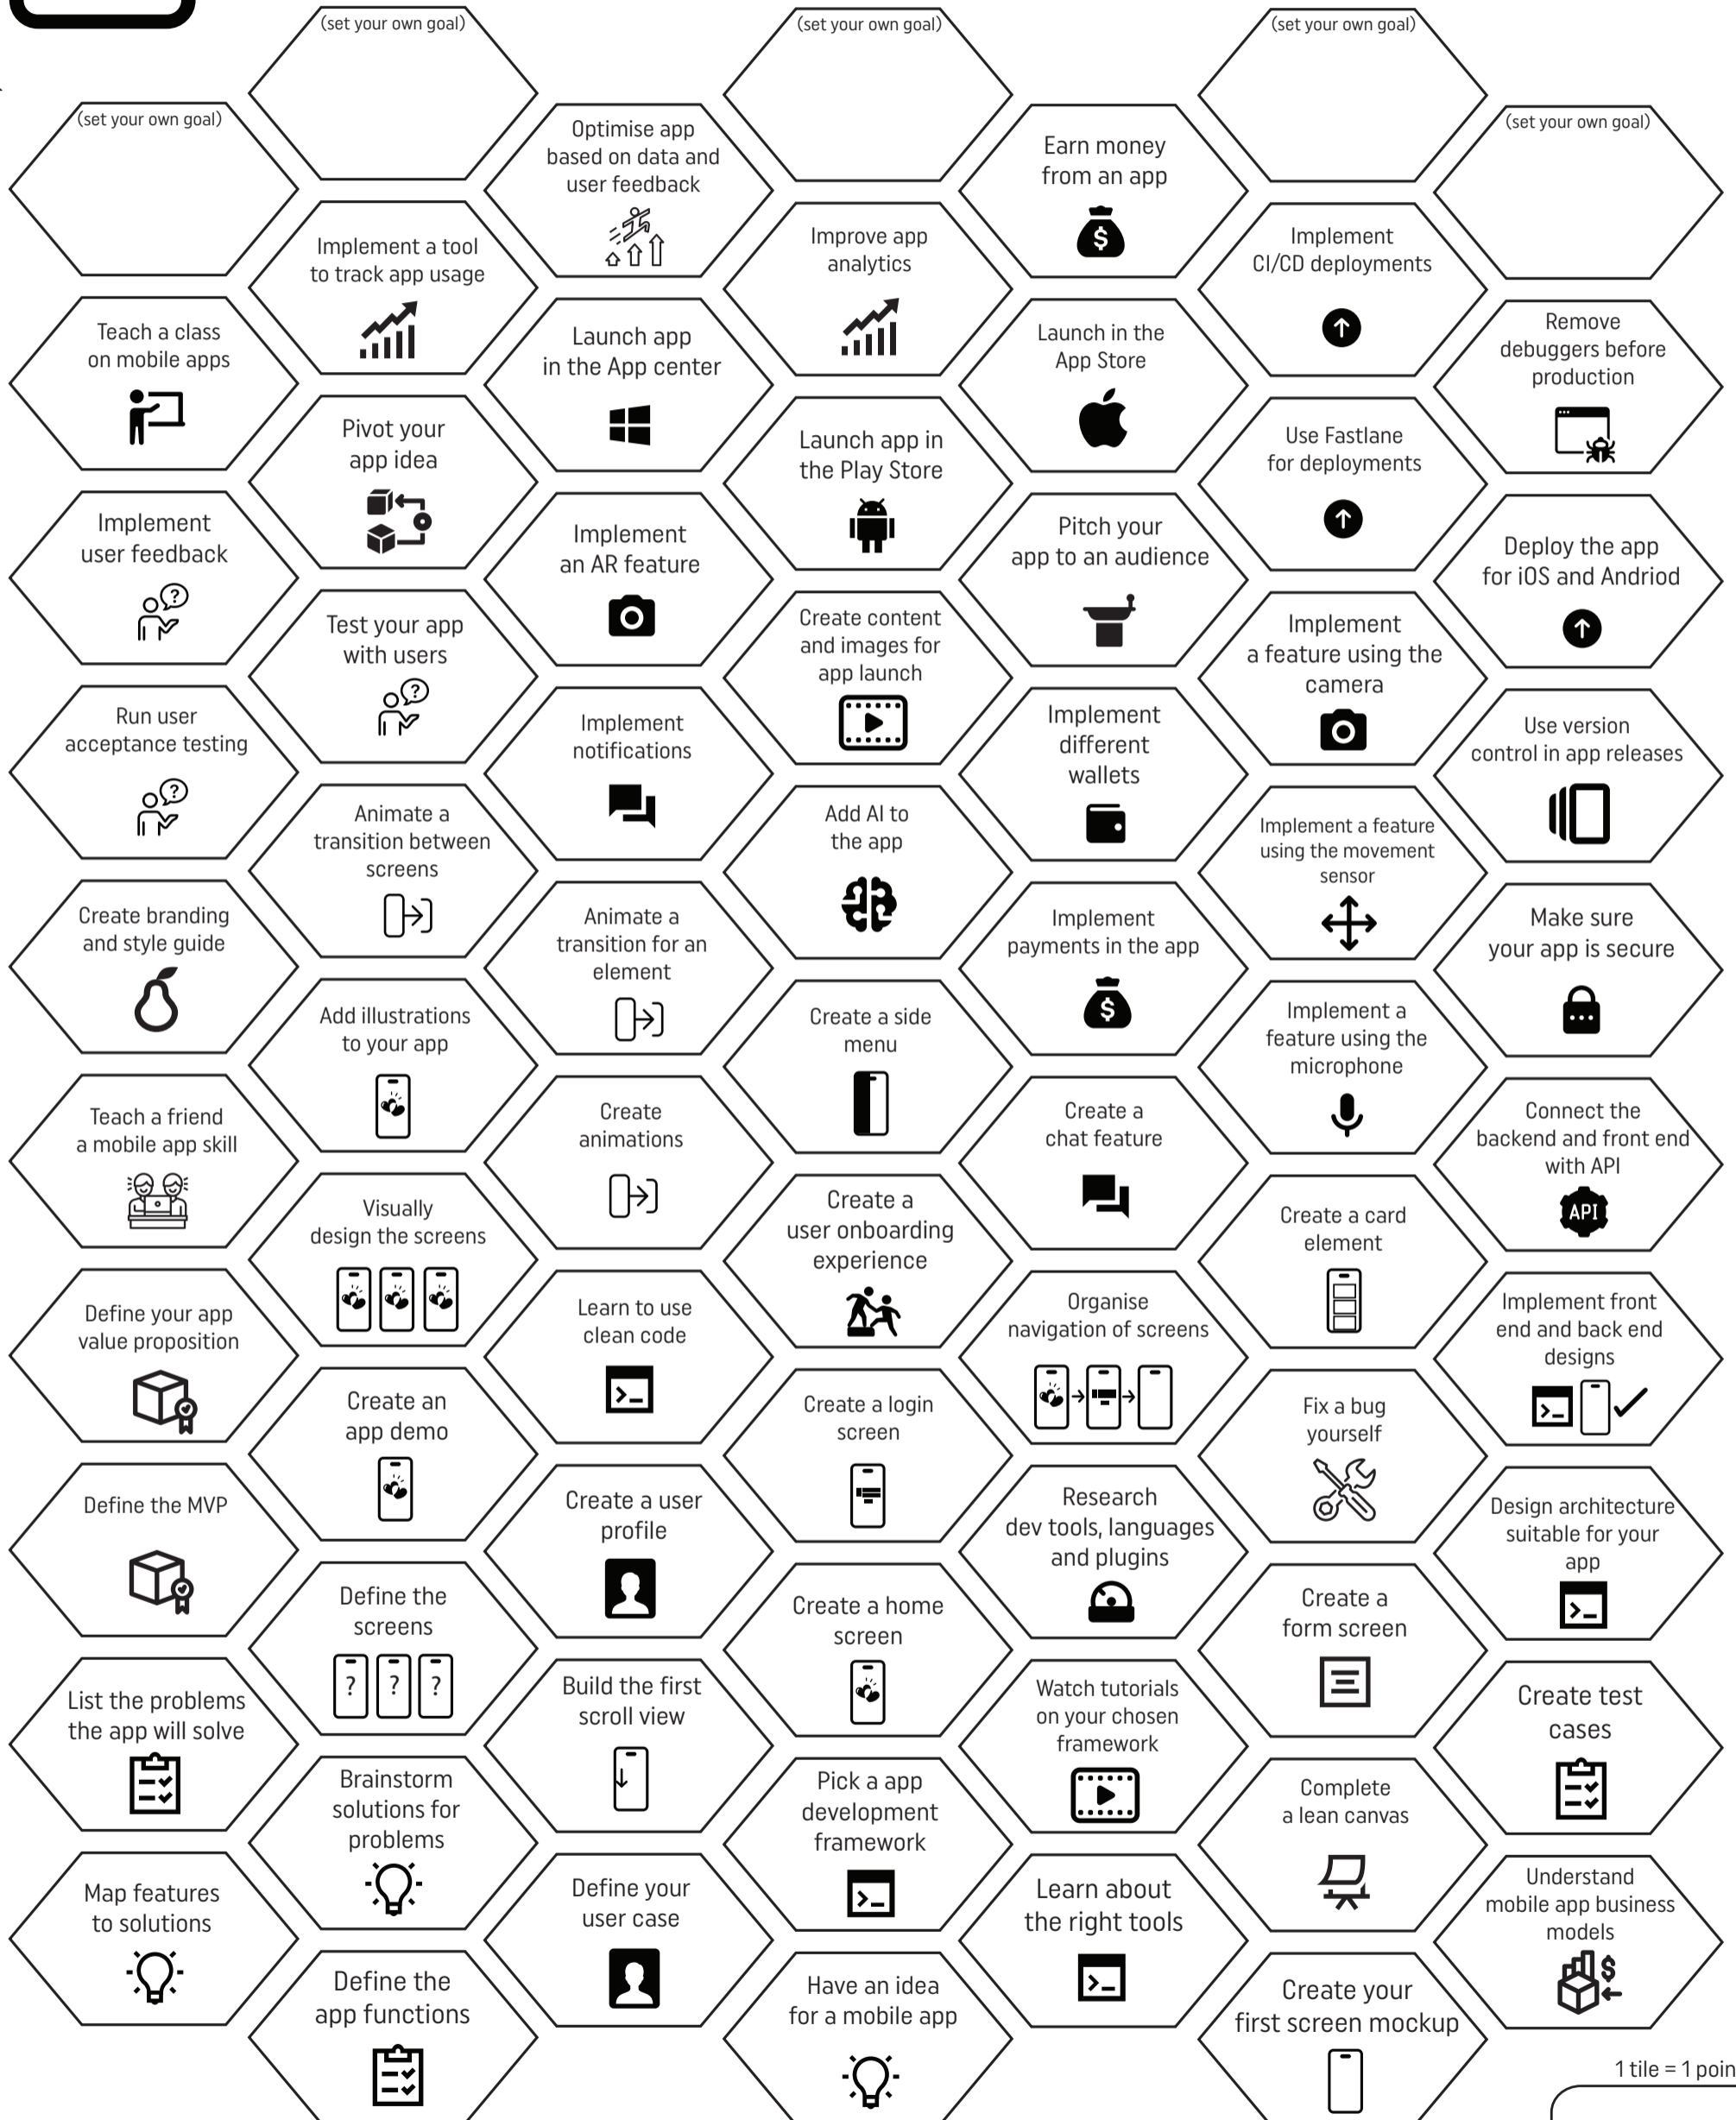 (set your own goal)
(set your own goal)
(set your own goal)
(set your own goal)
Optimise app
based on data and
user feedback
Earn money
from an app
(set your own goal)
Implement a tool
to track app usage
Improve app
analytics
Implement
CI/CD deployments
Teach a class
on mobile apps
Launch app
in the App center
Launch in the
App Store
Remove
debuggers before
production
Pivot your
app idea
Launch app in
the Play Store
Use Fastlane
for deployments
Implement
user feedback
Implement
an AR feature
Pitch your
app to an audience
Deploy the app
for iOS and Andriod
Test your app
with users
Create content
and images for
app launch
Implement
a feature using the
camera
Run user
acceptance testing
Implement
notifications
Implement
different
wallets
Use version
control in app releases
Animate a
transition between
screens
Add AI to
the app
Implement a feature
using the movement
sensor
Create branding
and style guide
Animate a
transition for an
element
Implement
payments in the app
$
Make sure
your app is secure
Add illustrations
to your app
Create a side
menu
Implement a
feature using the
microphone
Teach a friend
a mobile app skill
Create
animations
Create a
chat feature
Connect the
backend and front end
with API
API
Visually
design the screens
Create a
user onboarding
experience
Create a card
element
Define your app
value proposition
Learn to use
clean code
Organise
navigation of screens
Implement front
end and back end
designs
Create an
app demo
Create a login
screen
Fix a bug
yourself
Define the MVP
Create a user
profile
Research
dev tools, languages
and plugins
Design architecture
suitable for your
app
Define the
screens
? ? ?
Create a home
screen
Create a
form screen
List the problems
the app will solve
Build the first
scroll view
Watch tutorials
on your chosen
framework
Create test
cases
Brainstorm
solutions for
problems
Pick a app
development
framework
Complete
a lean canvas
Map features
to solutions
Define your
user case
Learn about
the right tools
Understand
mobile app business
models
$
Define the
app functions
Have an idea
for a mobile app
Create your
first screen mockup
1 tile = 1 poin